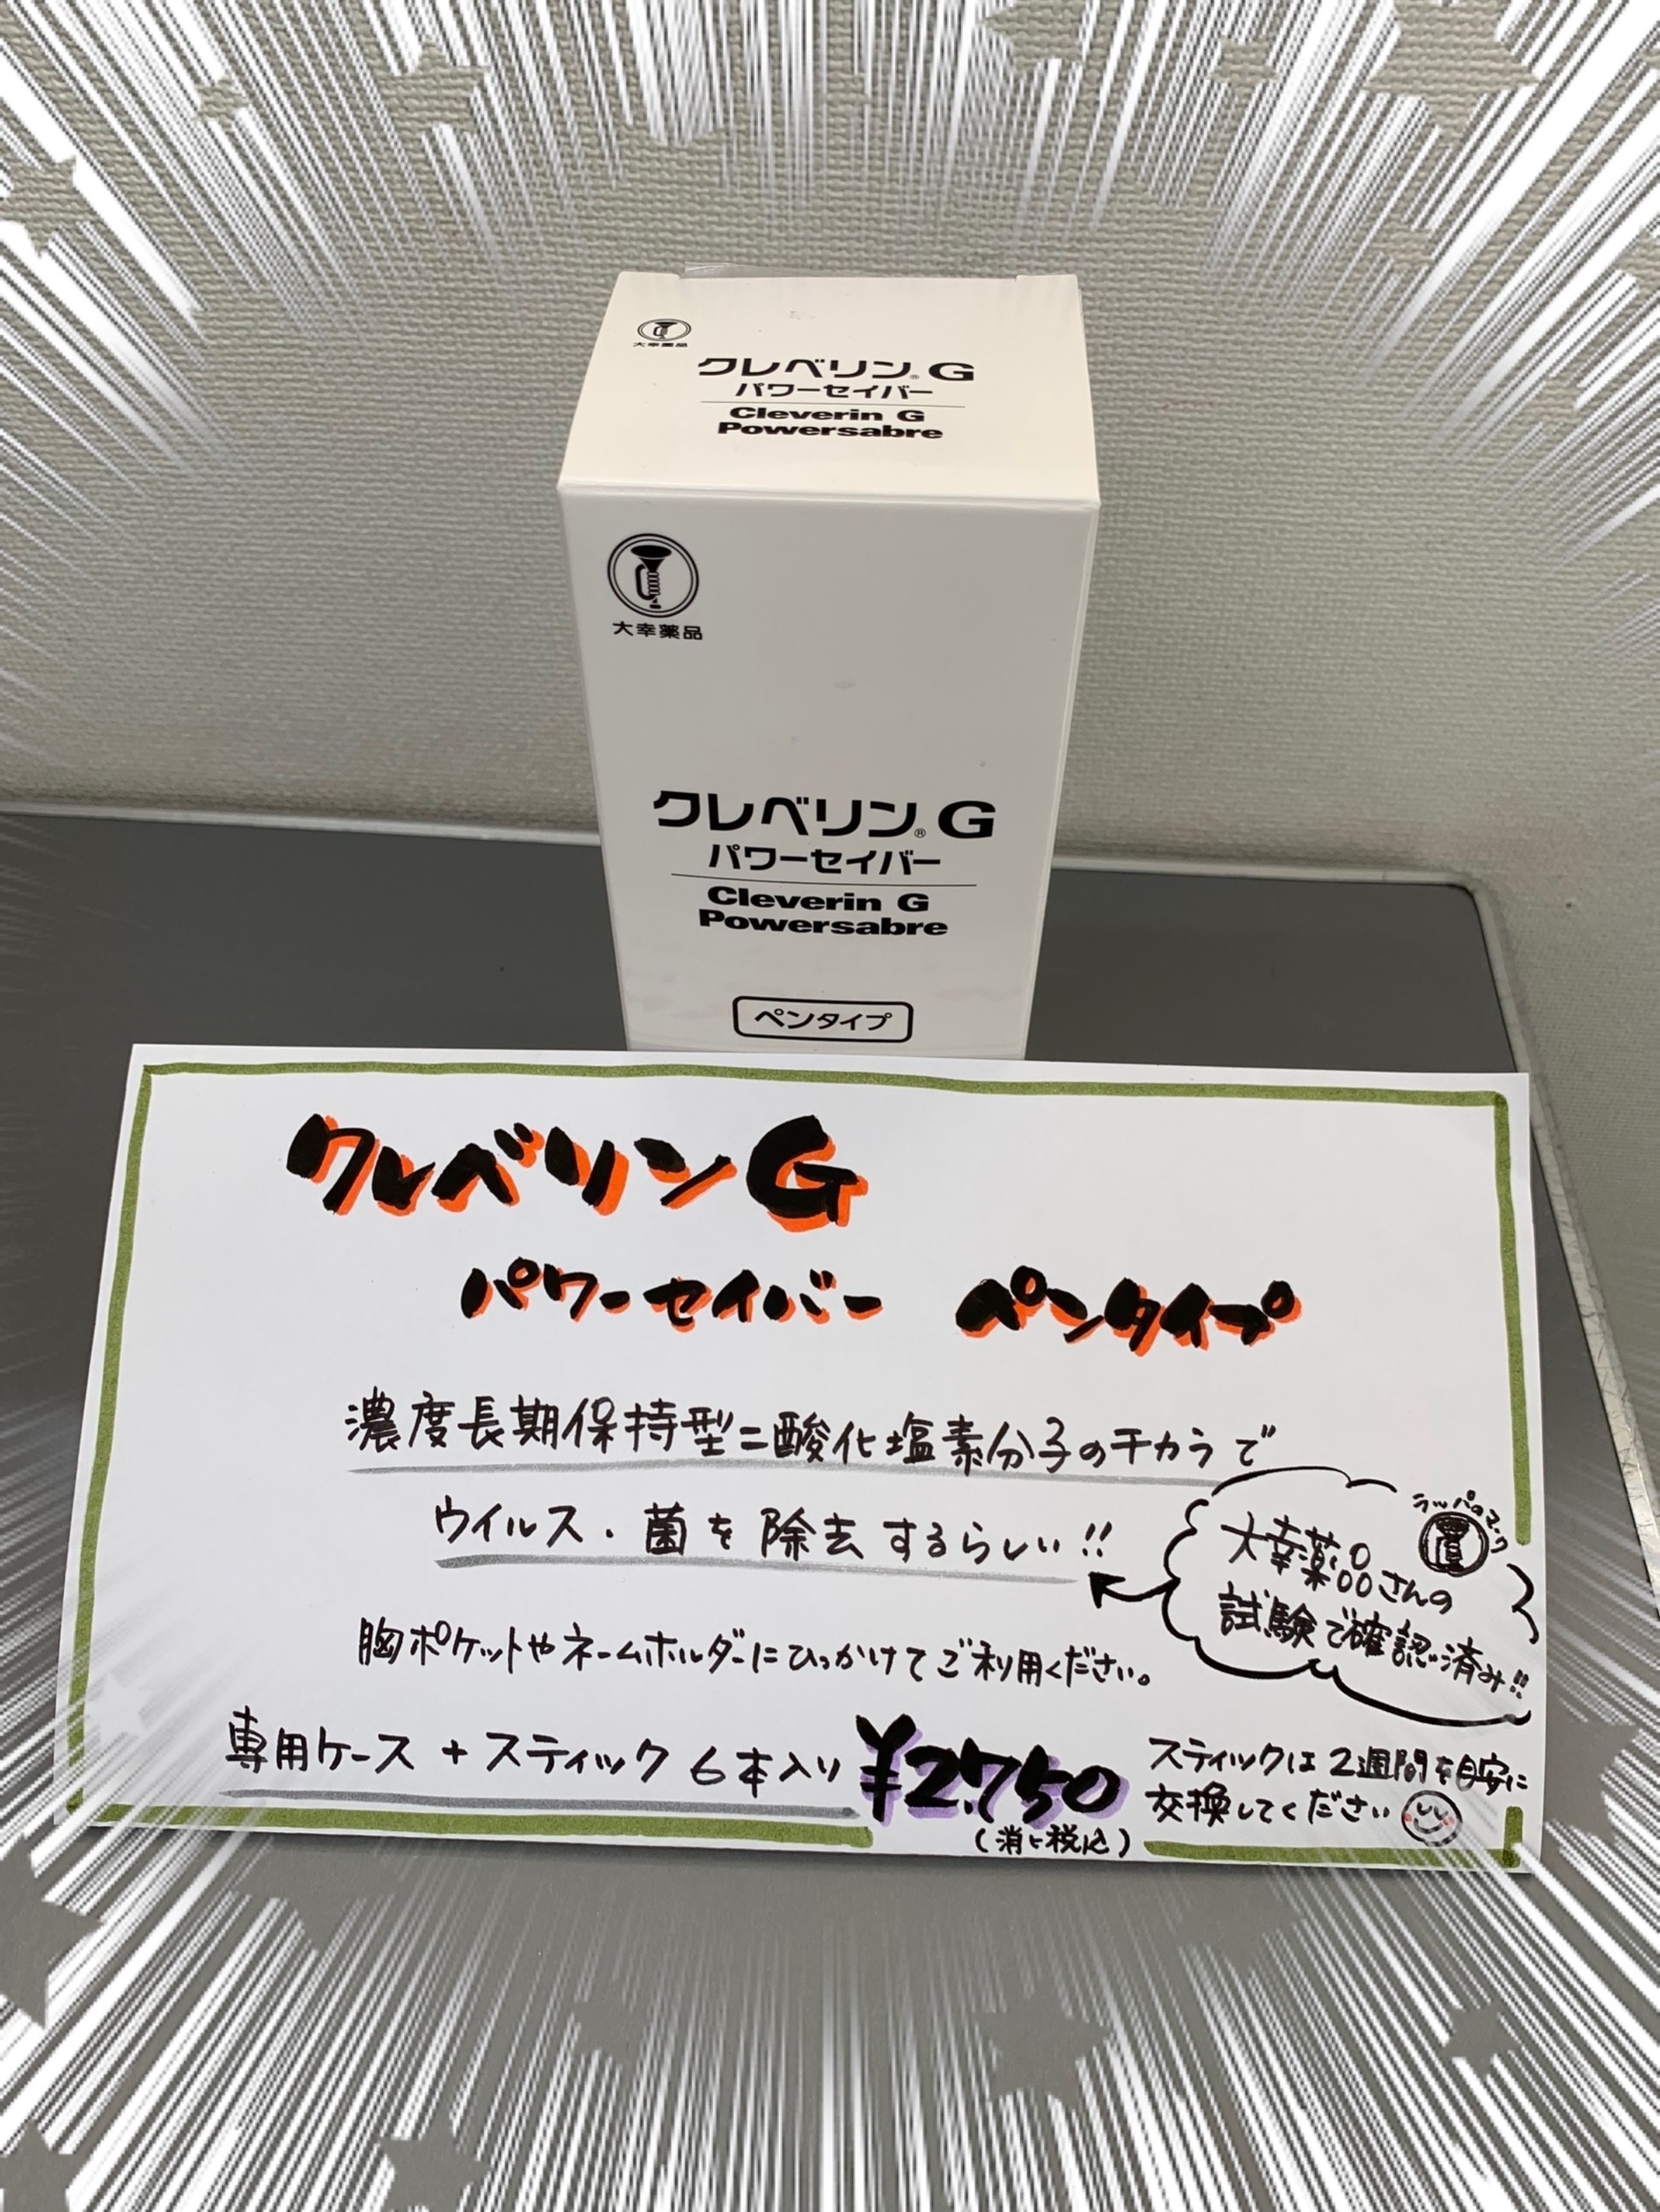 大幸薬品
クレベリン® G
パワーセイバー
Cleverin G
Powersabre
大幸薬品
クレベリン® G
パワーセイバー
Cleverin G
Powersabre
ペンタイプ
クレベリンG
パワーセイバー ペンタイプ
濃度長期保持型二酸化塩素分子のチカラで
ウイルス・菌を除去するらしい!!
ラッパのマーク
大幸薬品さんの
試験で確認済み!!
胸ポケットやネームホルダーにひっかけてご利用ください。
専用ケース + スティック 6本入り ¥2,750
(消ヒ税込)
スティックは2週間を目安に
交換してください